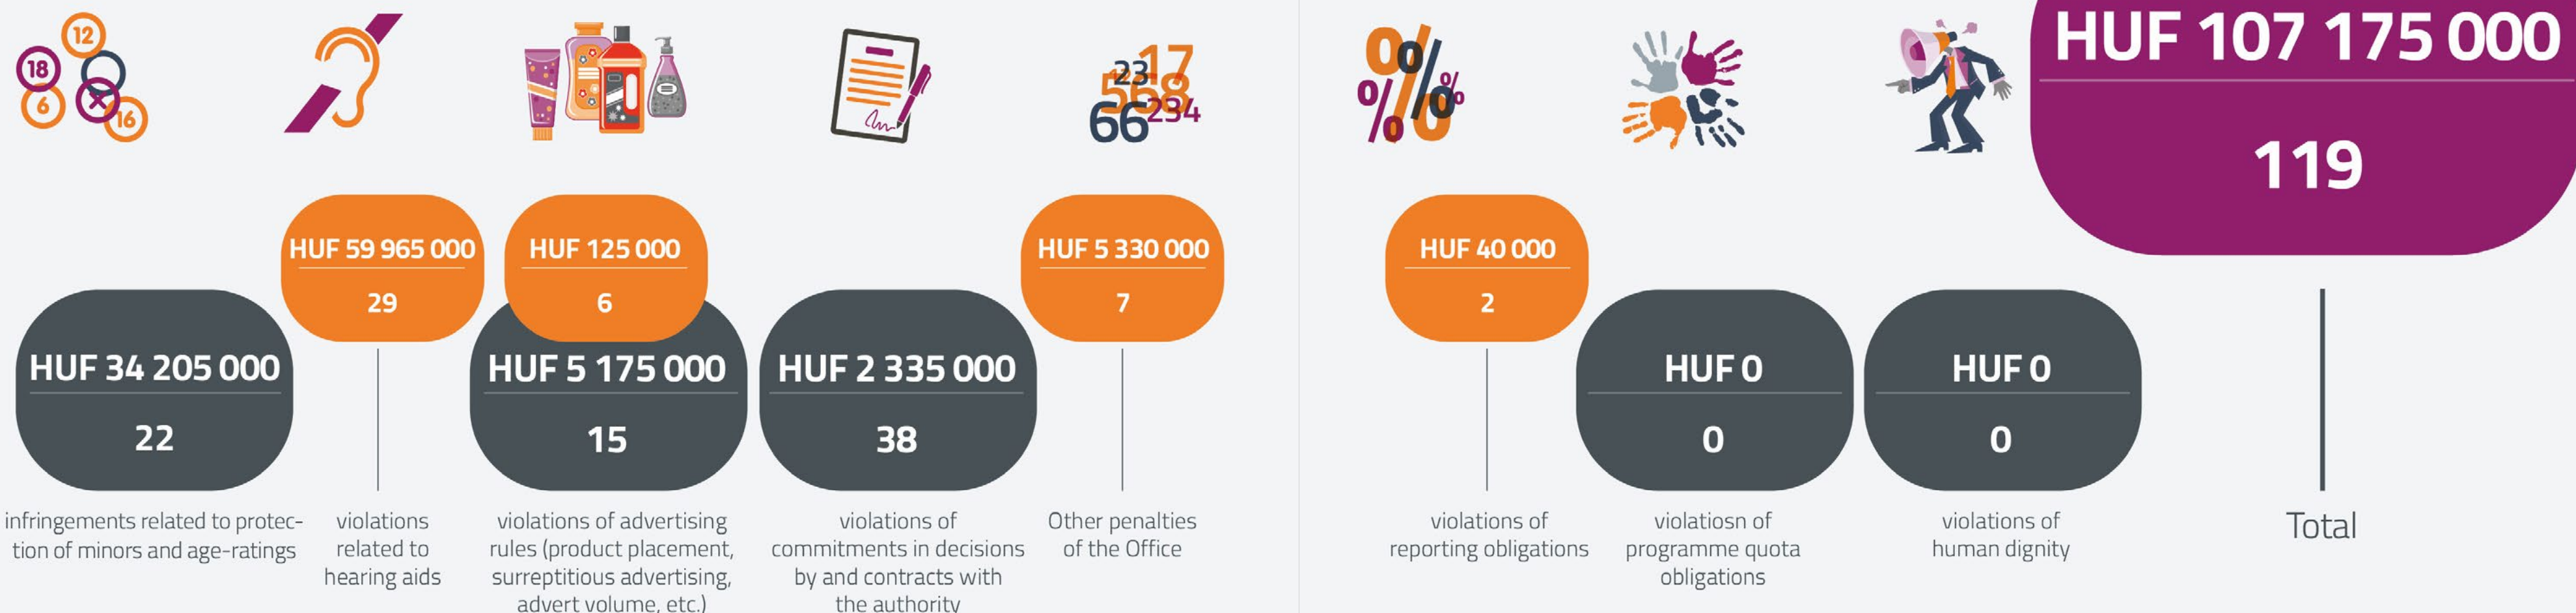 12
18
6
16
17
23
568
234
66
%
%
%
%
HUF 107 175 000
119
HUF 59 965 000
29
HUF 125 000
6
HUF 5 330 000
7
HUF 40 000
2
HUF 34 205 000
22
HUF 5 175 000
15
HUF 2 335 000
38
HUF 0
0
HUF 0
0
infringements related to protec-
tion of minors and age-ratings
violations
related to
hearing aids
violations of advertising
rules (product placement,
surreptitious advertising,
advert volume, etc.)
violations of
commitments in decisions
by and contracts with
the authority
Other penalties
of the Office
violations of
reporting obligations
violatiosn of
programme quota
obligations
violations of
human dignity
Total